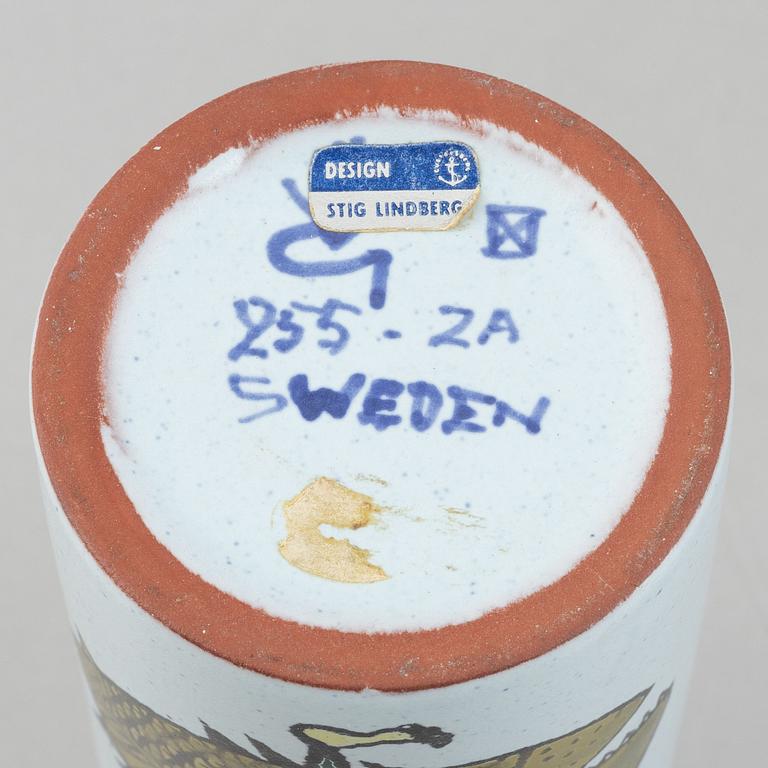 DESIGN
STIG LINDBERG
G
255 - ZA
SWEDEN